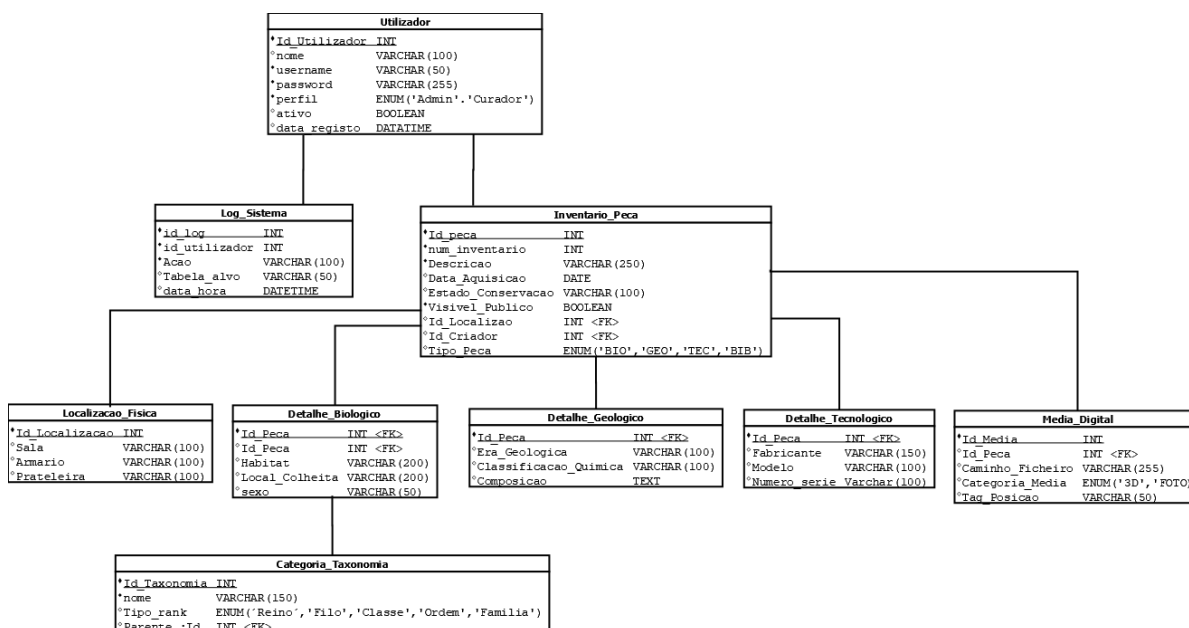 Utilizador
Id_Utilizador INT
nome VARCHAR(100)
username VARCHAR(50)
password VARCHAR(255)
perfil ENUM('Admin'.'Curador')
ativo BOOLEAN
data_registo DATATIME
Log_Sistema
id_log INT
id_utilizador INT
Acao VARCHAR(100)
Tabela_alvo VARCHAR(50)
data_hora DATETIME
Inventario_Peca
Id_peca INT
num_inventario INT
Descricao VARCHAR(250)
Data_Aquisicao DATE
Estado_Conservacao VARCHAR(100)
Visivel_Publico BOOLEAN
Id_Localizao INT <FK>
Id_Criador INT <FK>
Tipo_Peca ENUM('BIO','GEO','TEC','BIB')
Localizacao_Fisica
Id_Localizacao INT
Sala VARCHAR(100)
Armario VARCHAR(100)
Prateleira VARCHAR(100)
Detalhe_Biologico
Id_Peca INT <FK>
Id_Peca INT <FK>
Habitat VARCHAR(200)
Local_Colheita VARCHAR(200)
sexo VARCHAR(50)
Detalhe_Geologico
Id_Peca INT <FK>
Era_Geologica VARCHAR(100)
Classificacao_Quimica VARCHAR(100)
Composicao TEXT
Detalhe_Tecnologico
Id_Peca INT <FK>
Fabricante VARCHAR(150)
Modelo VARCHAR(100)
Numero_serie Varchar(100)
Media_Digital
Id_Media INT
Id_Peca INT <FK>
Caminho_Ficheiro VARCHAR(255)
Categoria_Media ENUM('3D','FOTO)
Tag_Posicao VARCHAR(50)
Categoria_Taxonomia
Id_Taxonomia INT
nome VARCHAR(150)
Tipo_rank ENUM(´Reino´,'Filo','Classe','Ordem','Familia')
INT <FK>